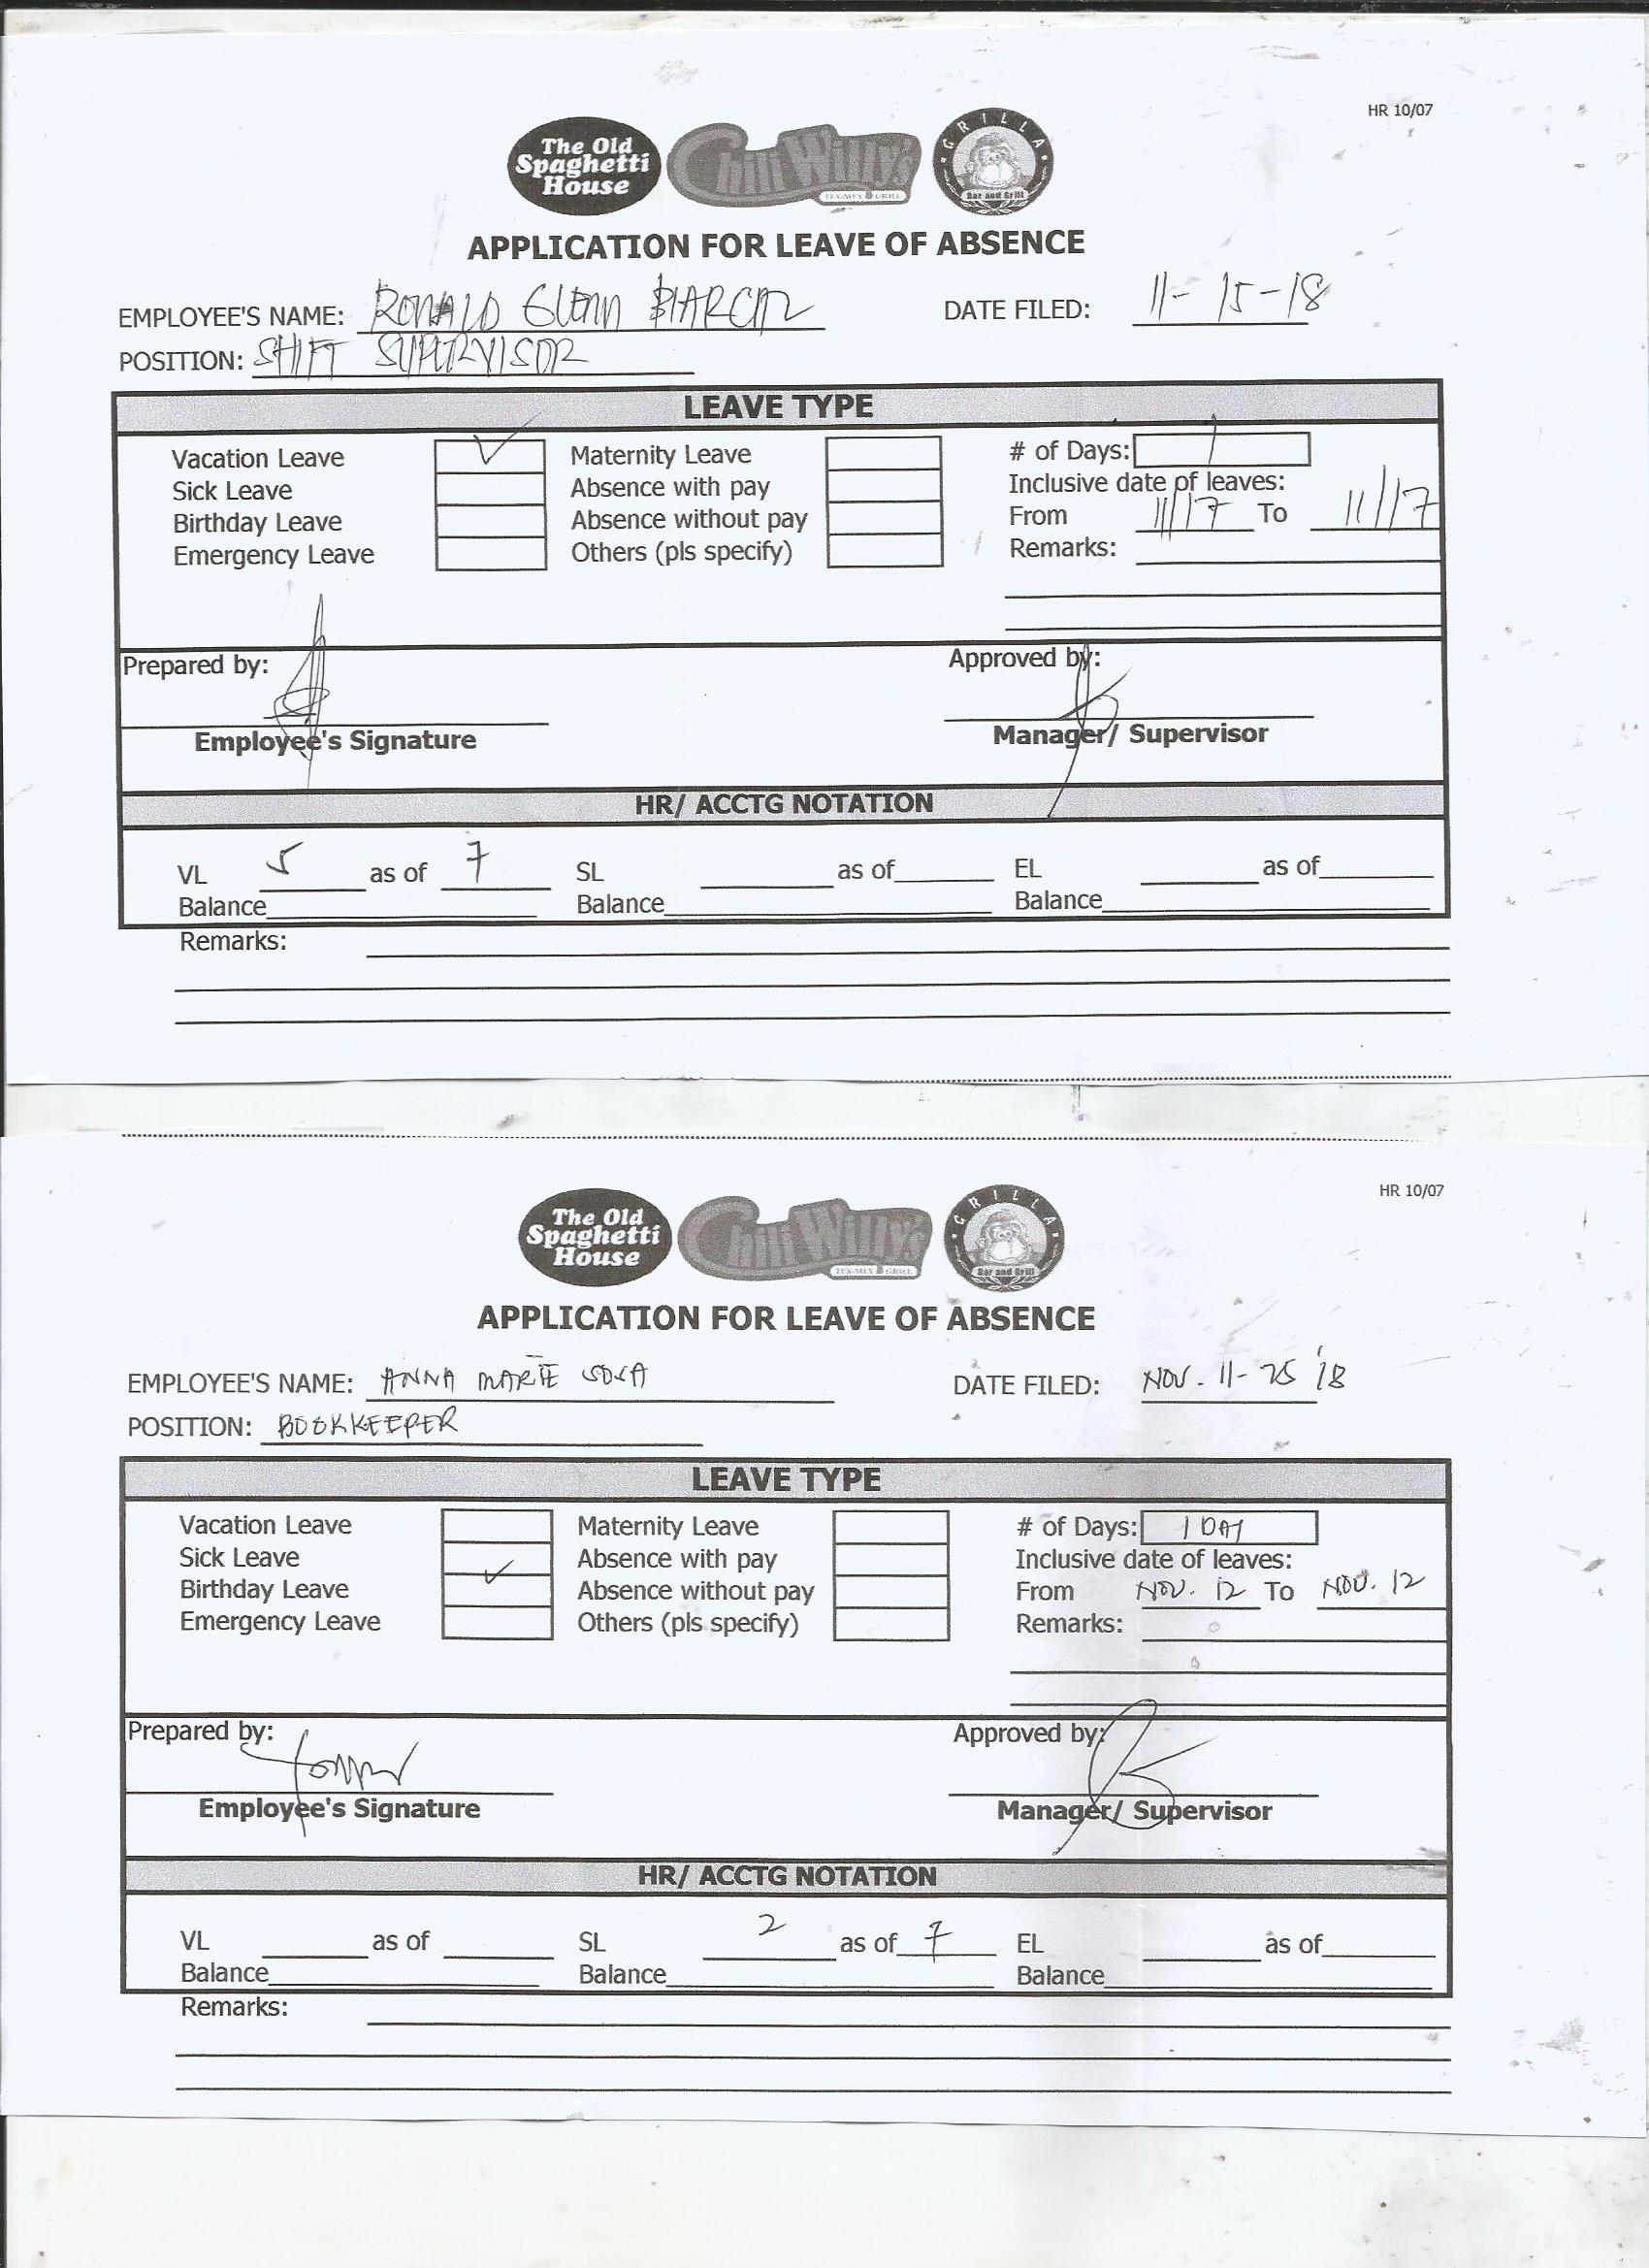 HR 10/07
The Old
Spaghetti
House
Chili Willy's
TEX-MEX GRILL
GRILLA
Bar and Grill
APPLICATION FOR LEAVE OF ABSENCE
EMPLOYEE'S NAME: RONALD GLENN DATE FILED: 11-15-18
POSITION: SHIFT SUPERVISOR
LEAVE TYPE
Vacation Leave ✓ Maternity Leave # of Days: 1
Sick Leave Absence with pay Inclusive date of leaves:
Birthday Leave Absence without pay From 11/17 To 11/17
Emergency Leave Others (pls specify) Remarks:
Prepared by: Approved by:
Employee's Signature Manager/ Supervisor
HR/ ACCTG NOTATION
VL 5 as of 7 SL as of EL as of
Balance Balance Balance
Remarks:
HR 10/07
The Old
Spaghetti
House
Chili Willy's
TEX-MEX GRILL
GRILLA
Bar and Grill
APPLICATION FOR LEAVE OF ABSENCE
EMPLOYEE'S NAME: ANNA MARIE DATE FILED: NOV. 11-25 '18
POSITION: BOOKKEEPER
LEAVE TYPE
Vacation Leave Maternity Leave # of Days: 1 DAY
Sick Leave ✓ Absence with pay Inclusive date of leaves:
Birthday Leave Absence without pay From NOV. 12 To NOV. 12
Emergency Leave Others (pls specify) Remarks:
Prepared by: Approved by:
Employee's Signature Manager/ Supervisor
HR/ ACCTG NOTATION
VL as of SL 2 as of 7 EL as of
Balance Balance Balance
Remarks: